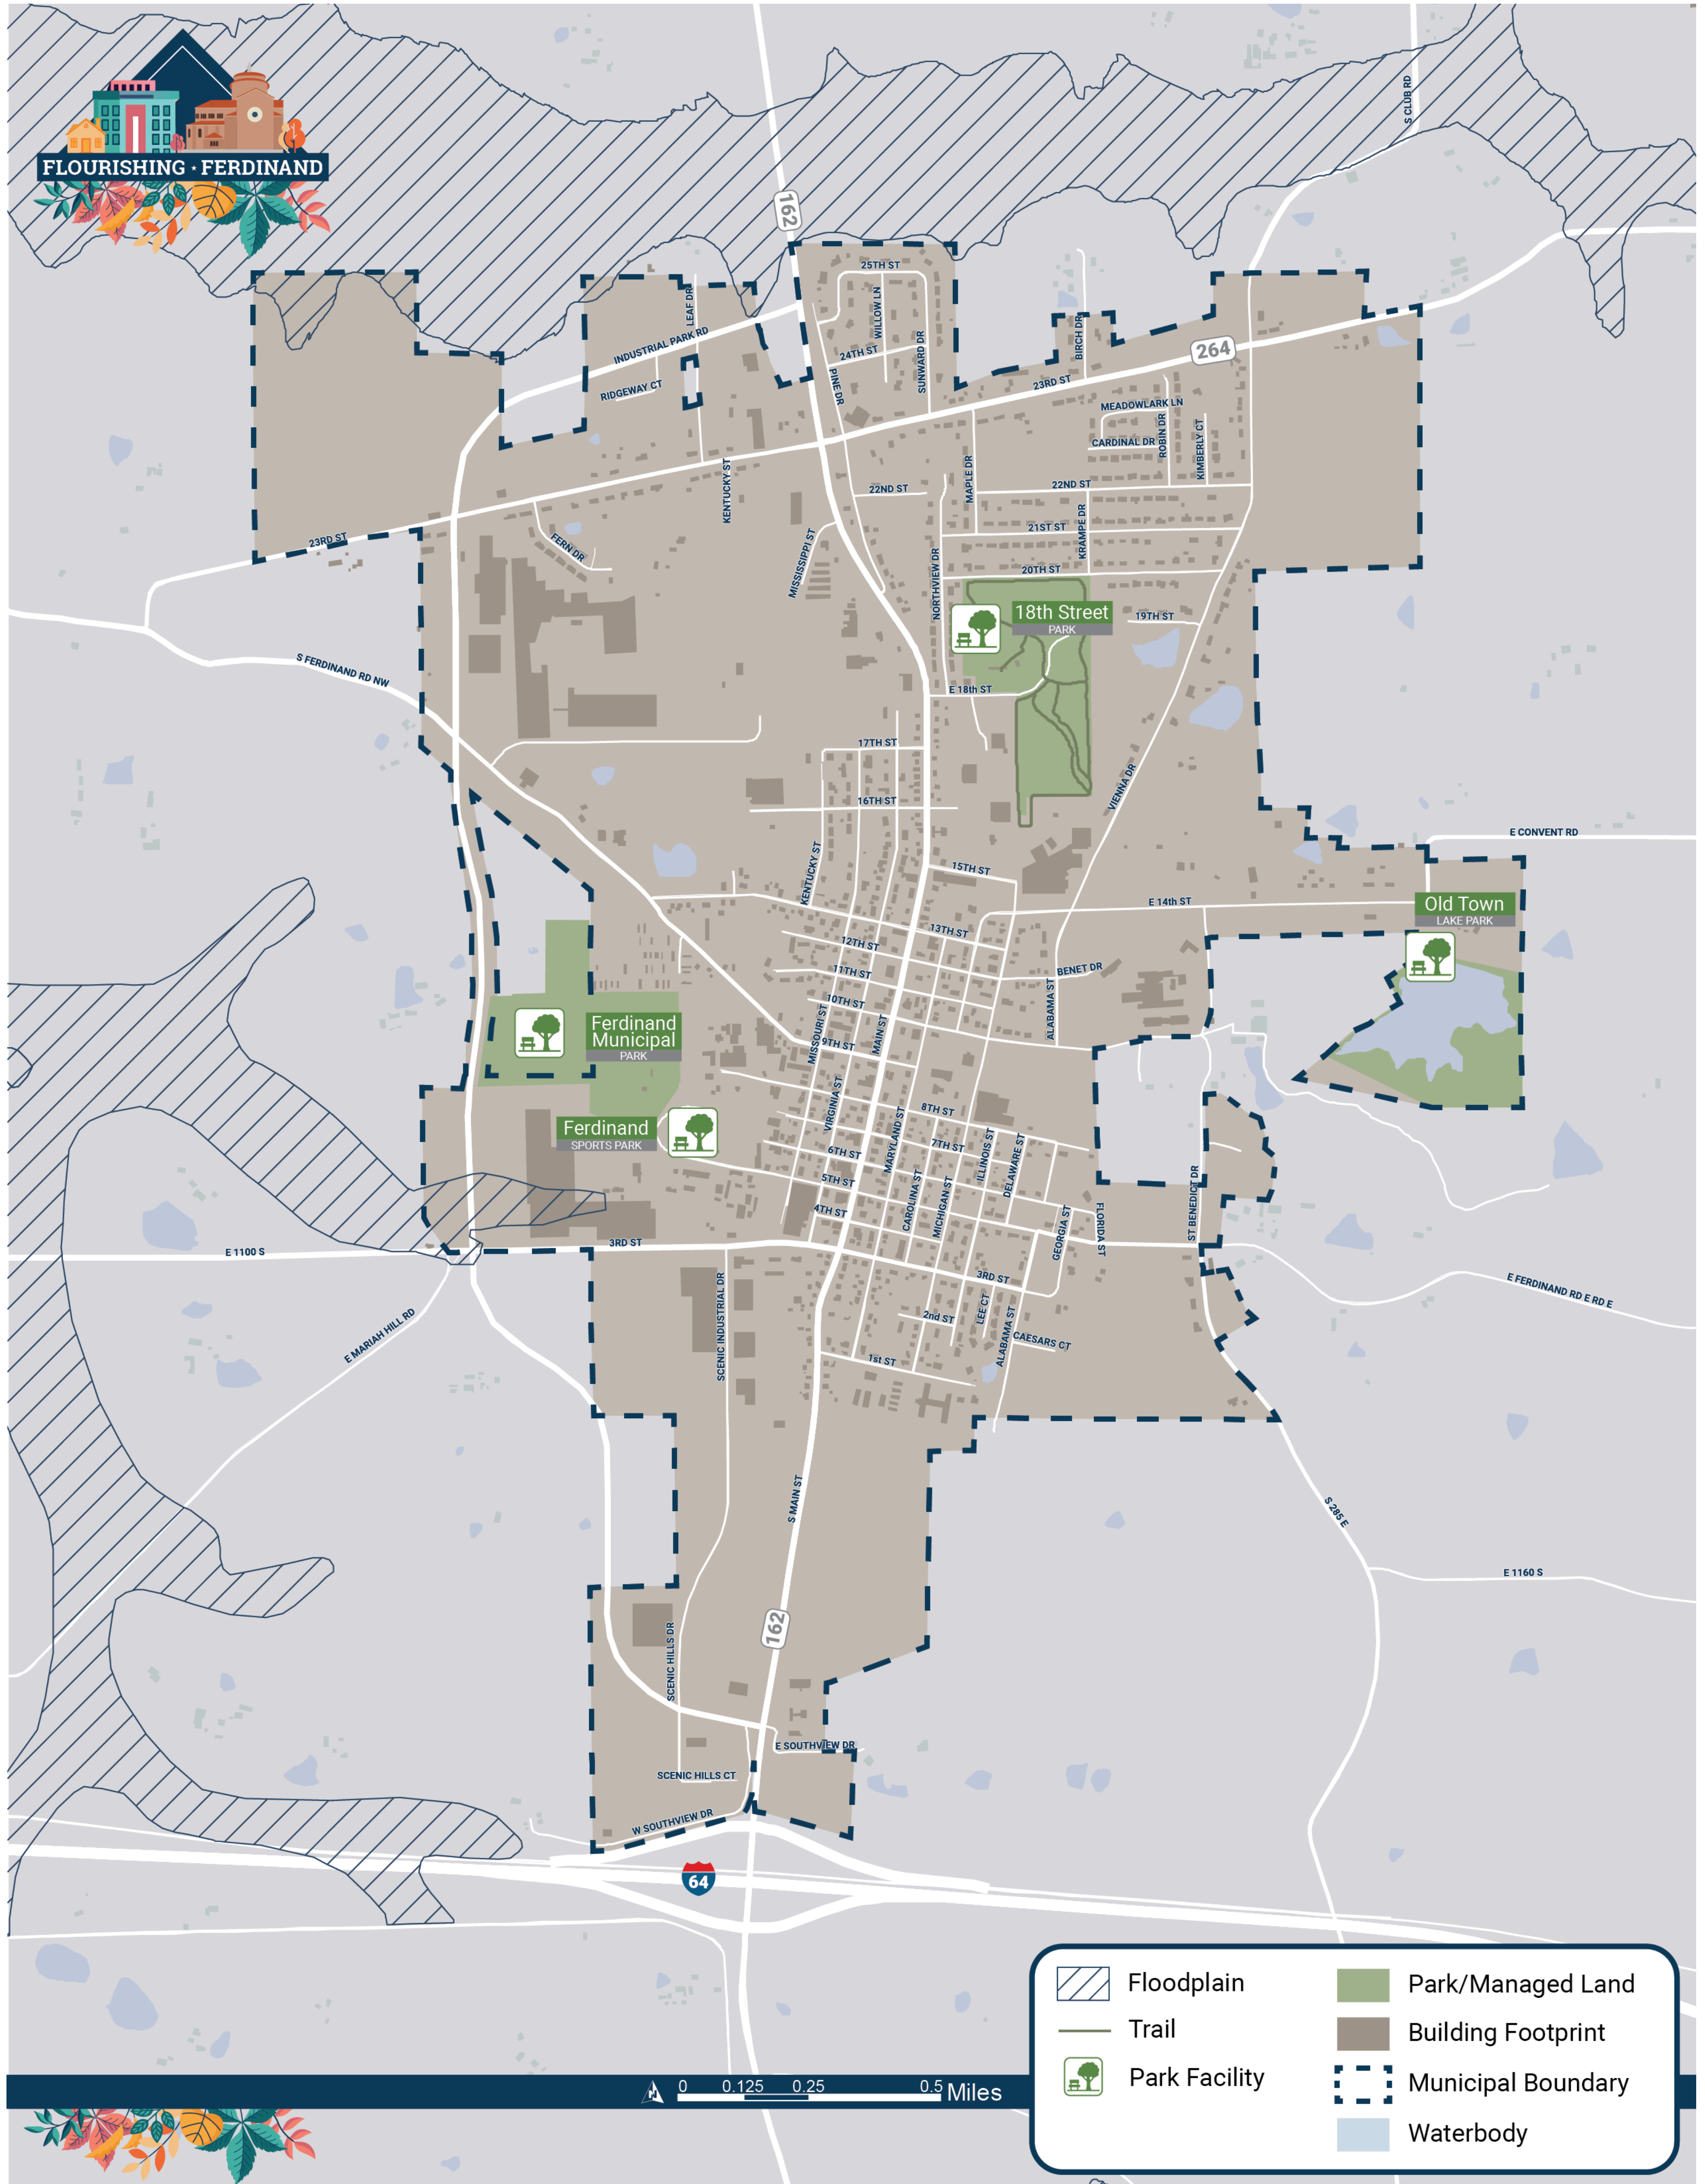 FLOURISHING · FERDINAND
S CLUB RD
162
25TH ST
LEAF DR
WILLOW LN
INDUSTRIAL PARK RD
BIRCH DR
264
24TH ST
SUNWARD DR
RIDGEWAY CT
PINE DR
23RD ST
MEADOWLARK LN
CARDINAL DR
ROBIN DR
KIMBERLY CT
KENTUCKY ST
22ND ST
MAPLE DR
22ND ST
KRAMPE DR
21ST ST
23RD ST
FERN DR
MISSISSIPPI ST
NORTHVIEW DR
20TH ST
18th Street
PARK
19TH ST
S FERDINAND RD NW
E 18th ST
17TH ST
VIENNA DR
16TH ST
E CONVENT RD
KENTUCKY ST
15TH ST
E 14th ST
Old Town
LAKE PARK
13TH ST
12TH ST
11TH ST
BENET DR
10TH ST
ALABAMA ST
Ferdinand
Municipal
PARK
MISSOURI ST
MAIN ST
9TH ST
VIRGINIA ST
8TH ST
Ferdinand
SPORTS PARK
MARYLAND ST
7TH ST
ILLINOIS ST
DELAWARE ST
6TH ST
5TH ST
CAROLINA ST
MICHIGAN ST
4TH ST
GEORGIA ST
FLORIDA ST
ST BENEDICT DR
E 1100 S
3RD ST
3RD ST
E FERDINAND RD E RD E
SCENIC INDUSTRIAL DR
E MARIAH HILL RD
2nd ST
LEE CT
ALABAMA ST
CAESARS CT
1st ST
S MAIN ST
S 285 E
E 1160 S
162
SCENIC HILLS DR
E SOUTHVIEW DR
SCENIC HILLS CT
W SOUTHVIEW DR
64
Floodplain
Trail
Park Facility
Park/Managed Land
Building Footprint
Municipal Boundary
Waterbody
0 0.125 0.25 0.5 Miles